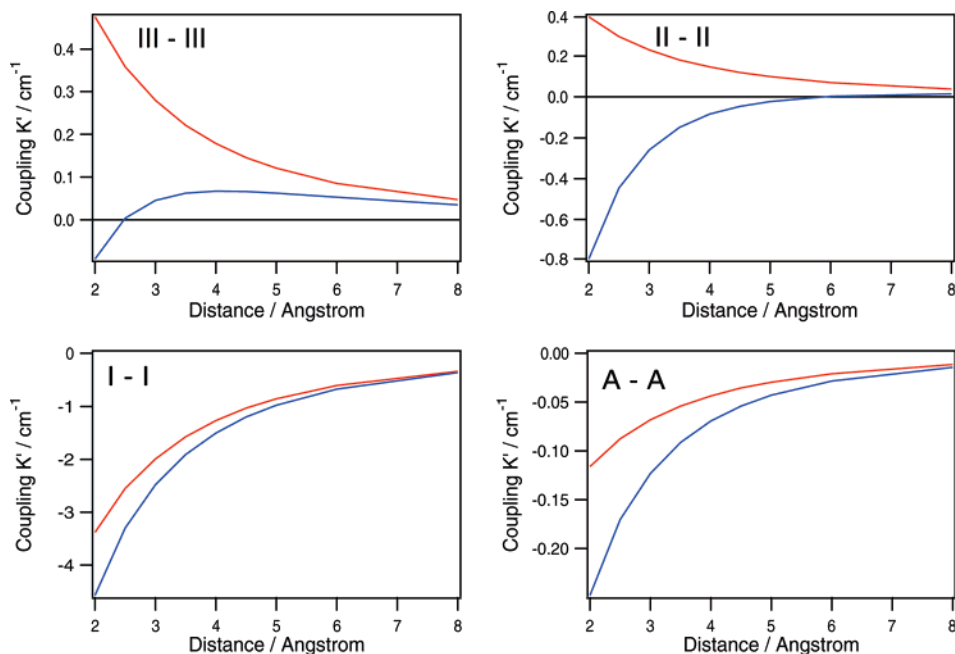 III - III
Coupling K' / cm⁻¹
0.4
0.3
0.2
0.1
0.0
2 3 4 5 6 7 8
Distance / Angstrom
II - II
Coupling K' / cm⁻¹
0.4
0.2
0.0
-0.2
-0.4
-0.6
-0.8
2 3 4 5 6 7 8
Distance / Angstrom
I - I
Coupling K' / cm⁻¹
0
-1
-2
-3
-4
2 3 4 5 6 7 8
Distance / Angstrom
A - A
Coupling K' / cm⁻¹
0.00
-0.05
-0.10
-0.15
-0.20
2 3 4 5 6 7 8
Distance / Angstrom